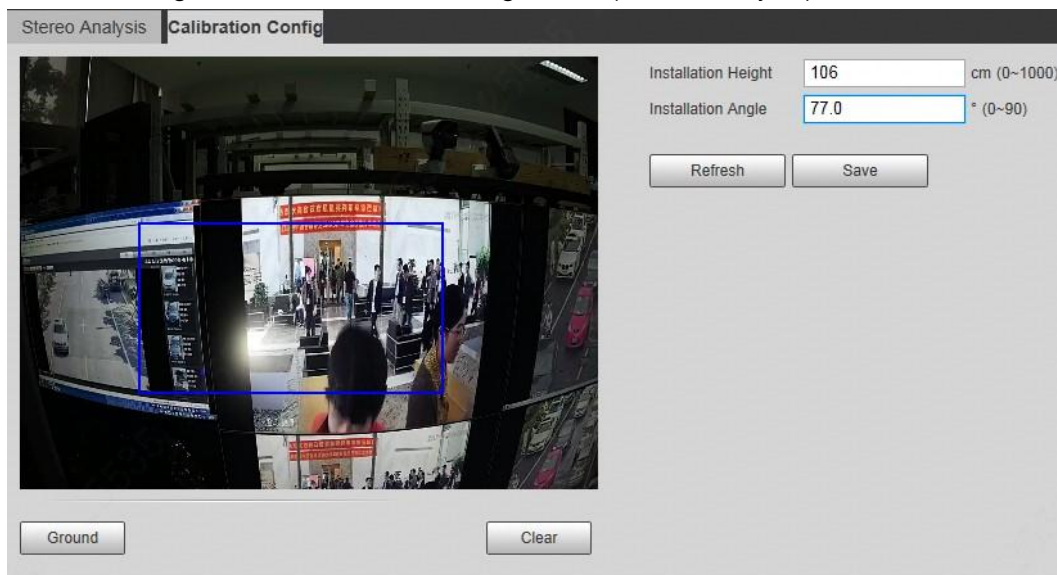 Stereo Analysis
Calibration Config
Installation Height 106 cm (0~1000)
Installation Angle 77.0 ° (0~90)
Refresh Save
Ground Clear